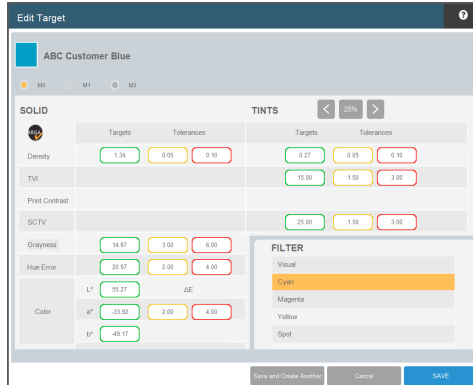 Edit Target
?
ABC Customer Blue
M0 M1 M3
SOLID
TINTS < 25% >
Targets Tolerances Targets Tolerances
Density 1.34 0.05 0.10 0.27 0.05 0.10
TVI 15.00 1.50 3.00
Print Contrast
SCTV 25.00 1.50 3.00
Grayness 14.87 3.00 6.00
Hue Error 20.97 2.00 4.00
L* 55.27 ΔE
Color a* -33.92 2.00 4.00
b* -49.17
FILTER
Visual
Cyan
Magenta
Yellow
Spot
Save and Create Another Cancel SAVE